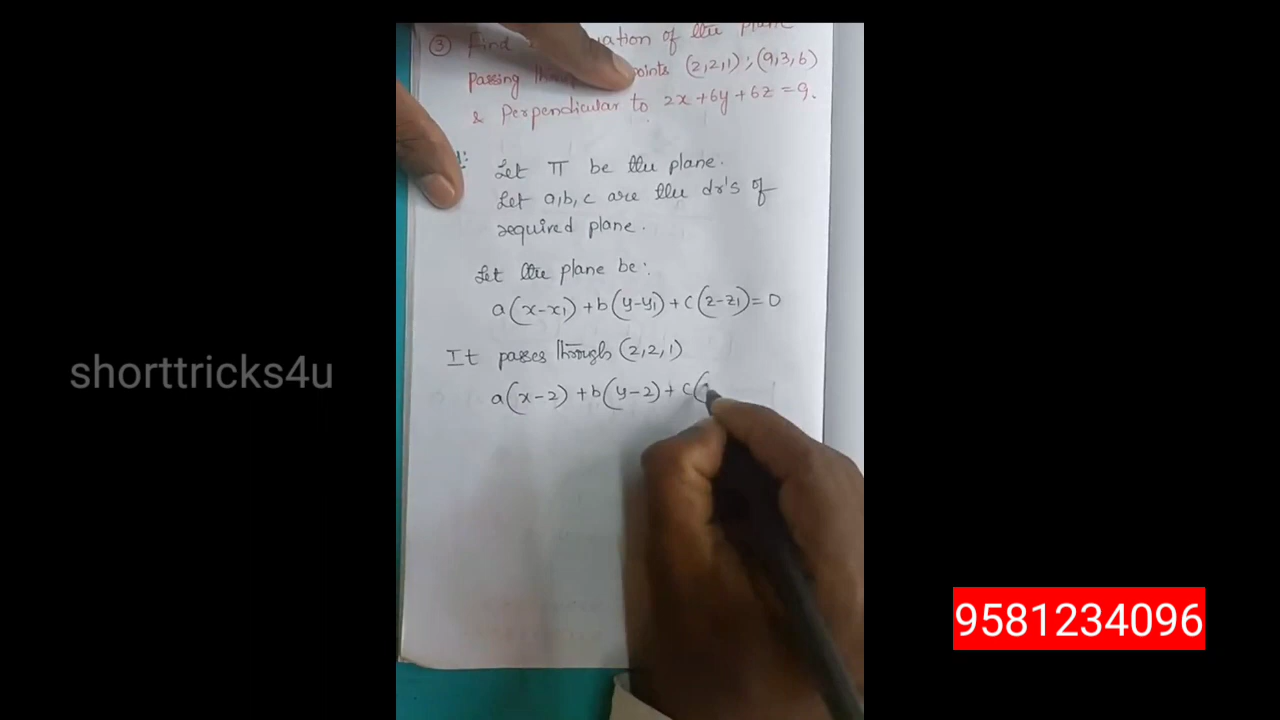 ③ Find uation of the plane
passing points (2,2,1); (9,3,6)
& perpendicular to 2x+6y+6z=9.
Let π be the plane.
Let a,b,c are the dr's of
required plane.
Let the plane be:
a(x-x₁)+b(y-y₁)+c(z-z₁)=0
It passes through (2,2,1)
shorttricks4u
a(x-2)+b(y-2)+c(
9581234096